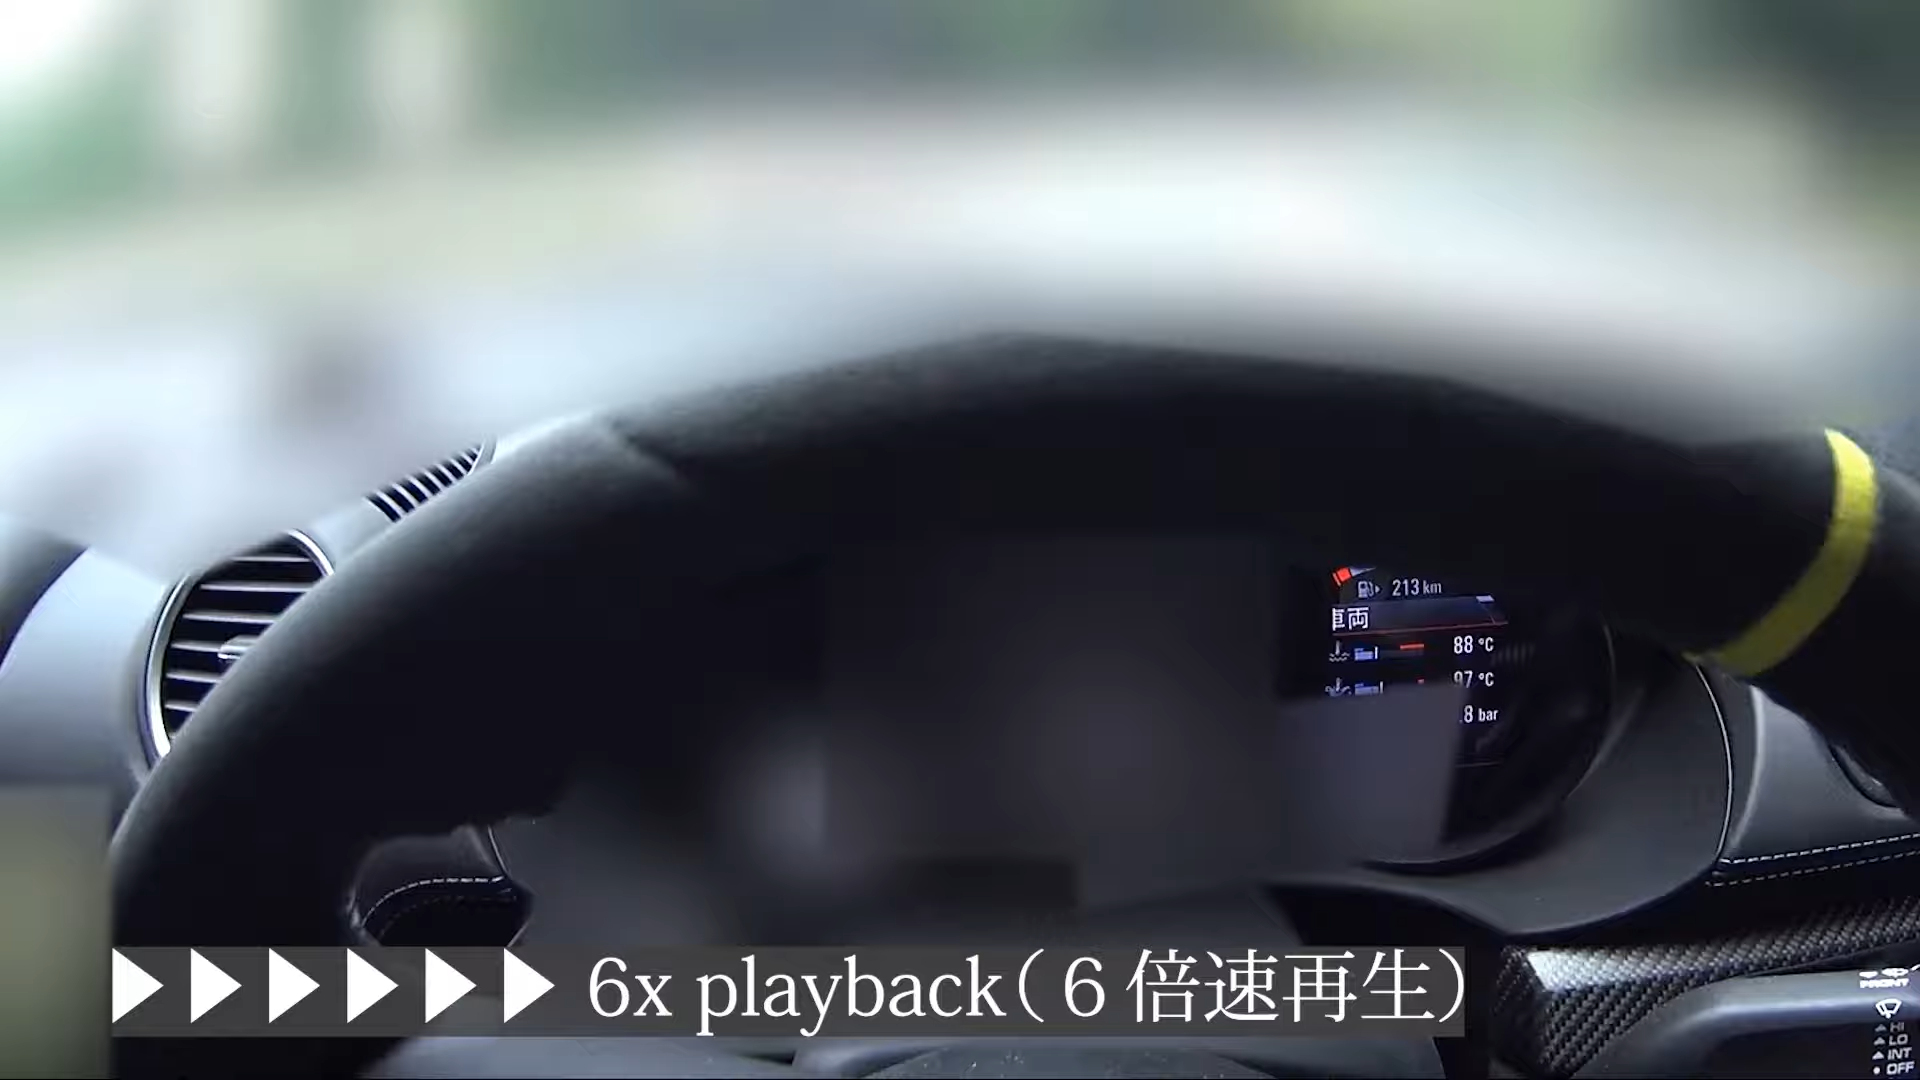 213 km
車両
88 °C
97 °C
.8 bar
▶▶▶▶▶▶ 6x playback（６倍速再生）
FRONT
HI
LO
INT
OFF